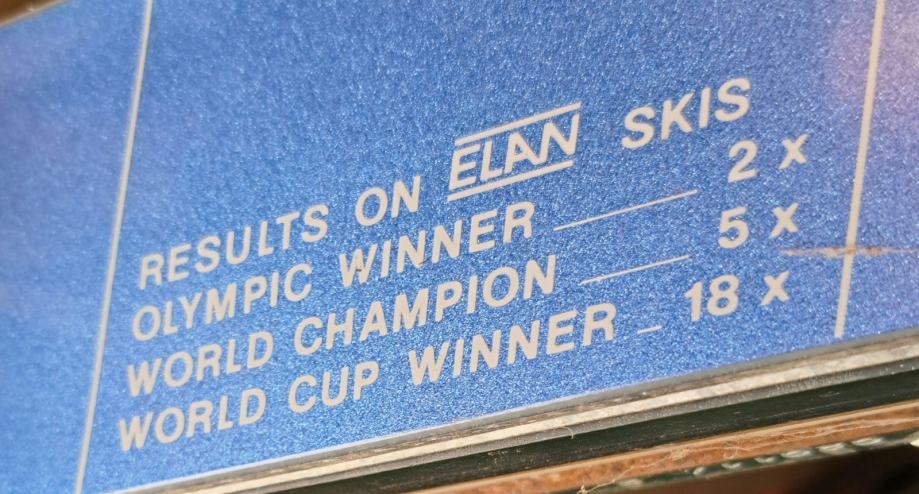 RESULTS ON ELAN SKIS
OLYMPIC WINNER 2 x
WORLD CHAMPION 5 x
WORLD CUP WINNER 18 x